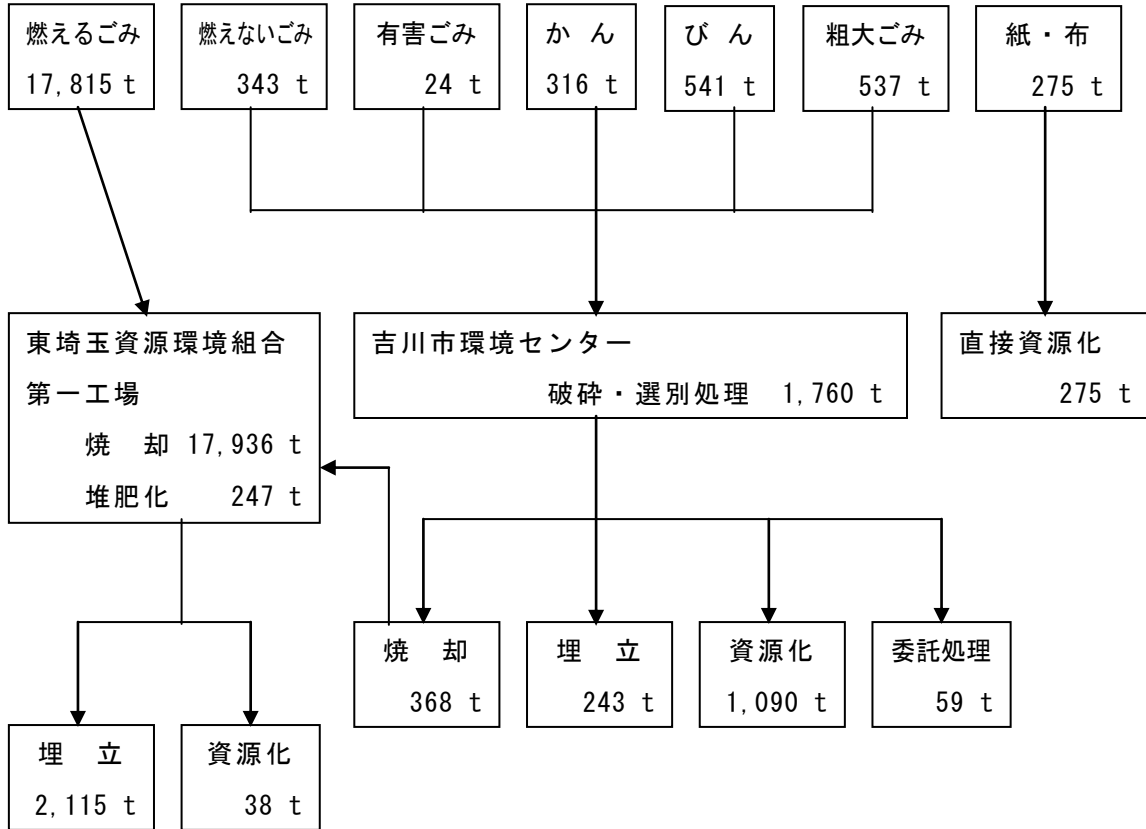 燃えるごみ
17,815 t
燃えないごみ
343 t
有害ごみ
24 t
かん
316 t
びん
541 t
粗大ごみ
537 t
紙・布
275 t
東埼玉資源環境組合
第一工場
焼却 17,936 t
堆肥化 247 t
吉川市環境センター
破砕・選別処理 1,760 t
直接資源化
275 t
焼却
368 t
埋立
243 t
資源化
1,090 t
委託処理
59 t
埋立
2,115 t
資源化
38 t